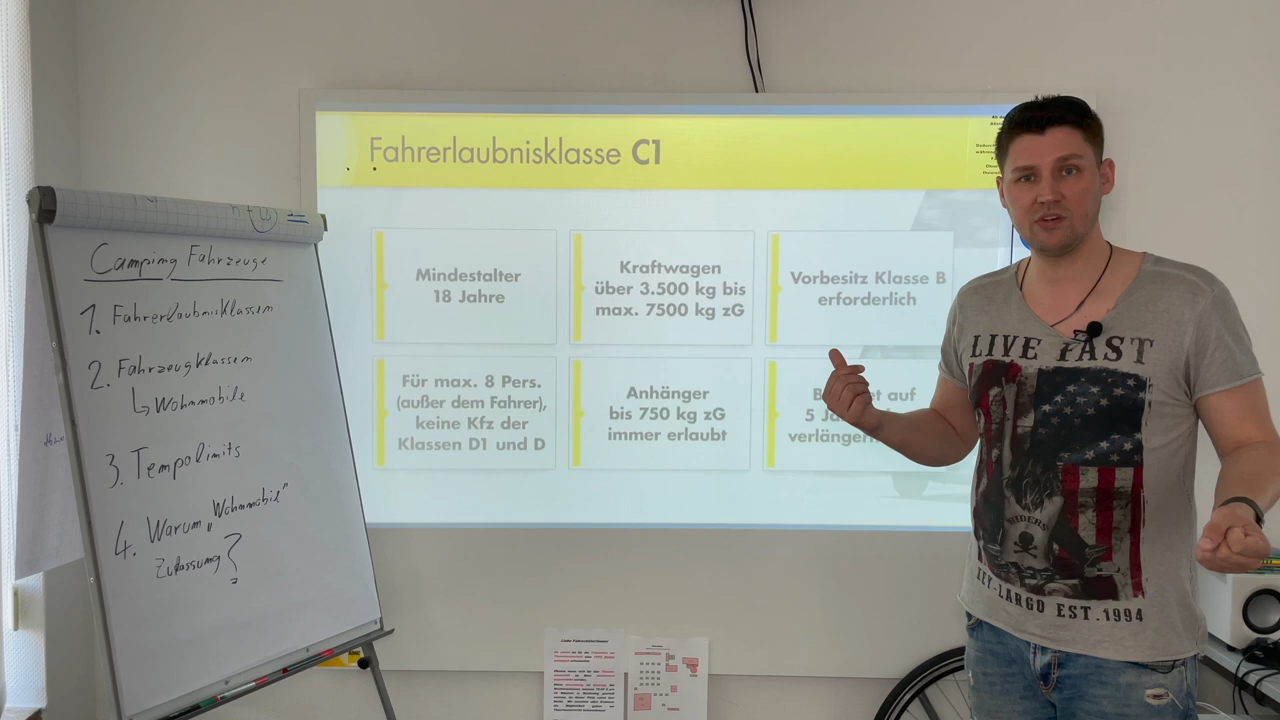 Camping Fahrzeuge
1. Fahrerlaubnisklassen
2. Fahrzeugklassen
Wohnmobile
3. Tempolimits
4. Warum "Wohnmobil"
Zulassung?
Fahrerlaubnisklasse C1
Mindestalter
18 Jahre
Kraftwagen
über 3.500 kg bis
max. 7500 kg zG
Vorbesitz Klasse B
erforderlich
Für max. 8 Pers.
(außer dem Fahrer),
keine Kfz der
Klassen D1 und D
Anhänger
bis 750 kg zG
immer erlaubt
auf
5
LIVE FAST
RIDERS
KEY-LARGO EST.1994